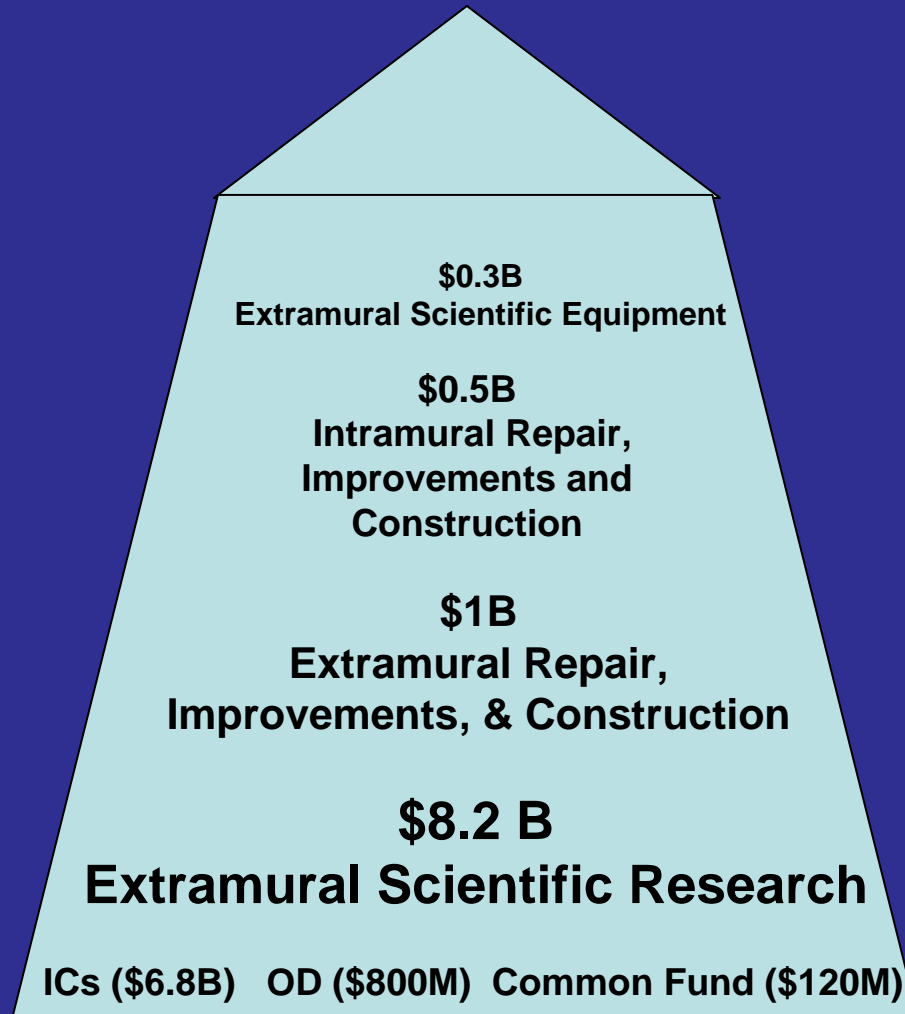 $0.3B
Extramural Scientific Equipment
$0.5B
Intramural Repair,
Improvements and
Construction
$1B
Extramural Repair,
Improvements, & Construction
$8.2 B
Extramural Scientific Research
ICs ($6.8B) OD ($800M) Common Fund ($120M)